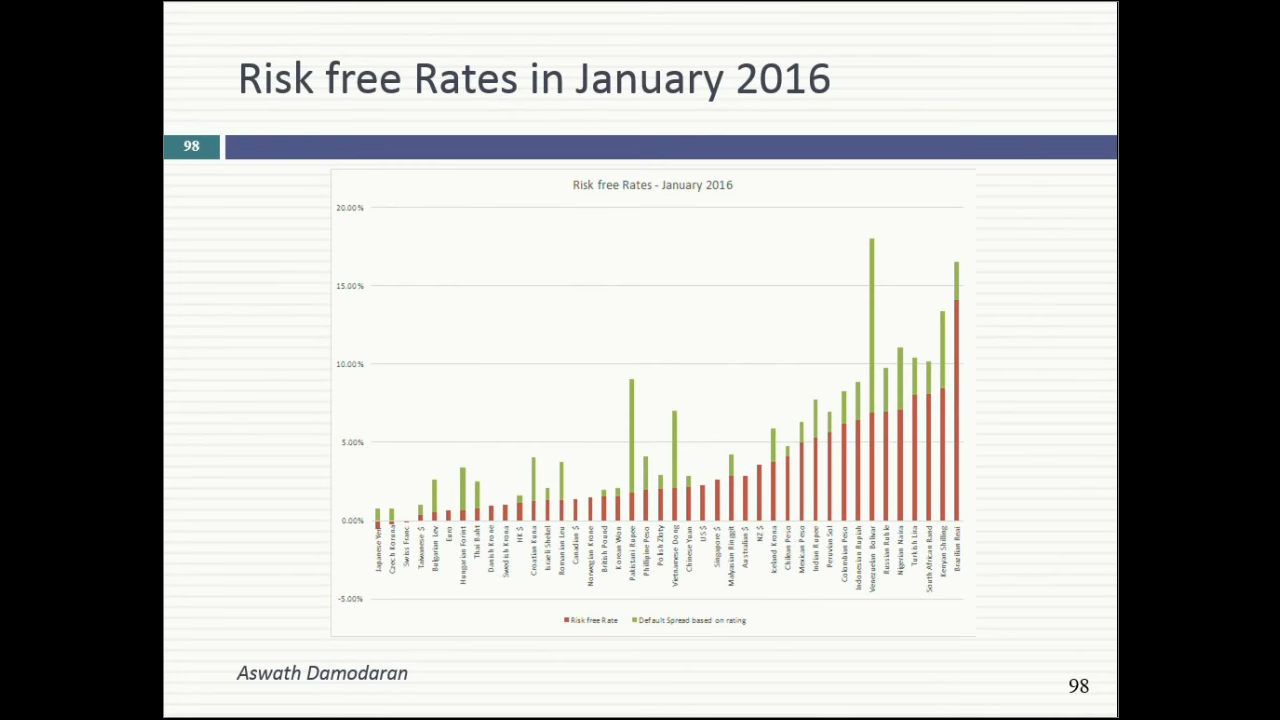 Risk free Rates in January 2016
98
Risk free Rates - January 2016
20.00%
15.00%
10.00%
5.00%
0.00%
-5.00%
Japanese Yen
Czech Koruna
Swiss Franc
Taiwanese $
Bulgarian Lev
Euro
Hungarian Forint
Thai Baht
Danish Krone
Swedish Krona
HK $
Croatian Kuna
Israeli Shekel
Romanian Leu
Canadian $
Norwegian Krone
British Pound
Korean Won
Pakistani Rupee
Phillipine Peso
Polish Zloty
Vietnamese Dong
Chinese Yuan
US $
Singapore $
Malyasian Ringgit
Australian $
NZ $
Iceland Krona
Chilean Peso
Mexican Peso
Indian Rupee
Peruvian Sol
Colombian Peso
Indonesian Rupiah
Venezuelan Bolivar
Russian Ruble
Nigerian Naira
Turkish Lira
South African Rand
Kenyan Shilling
Brazilian Reai
Risk free Rate
Default Spread based on rating
Aswath Damodaran
98